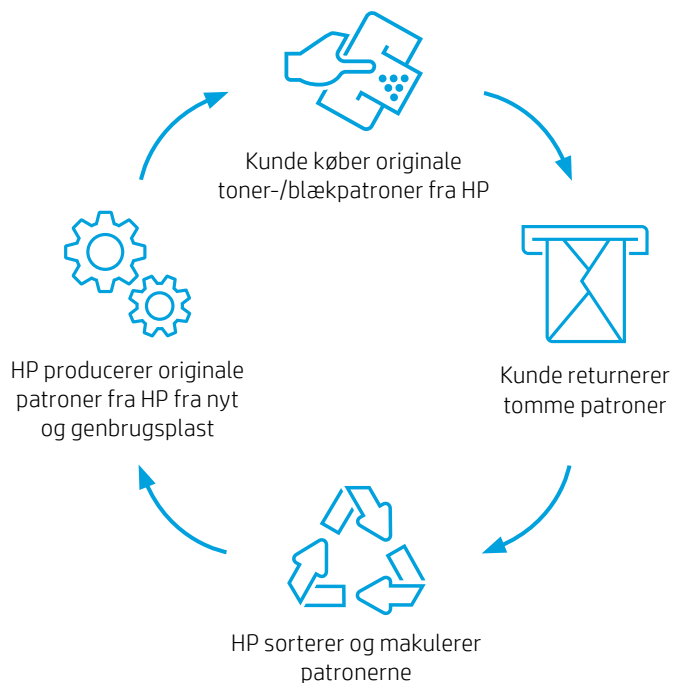 Kunde køber originale
toner-/blækpatroner fra HP
Kunde returnerer
tomme patroner
HP sorterer og makulerer
patronerne
HP producerer originale
patroner fra HP fra nyt
og genbrugsplast